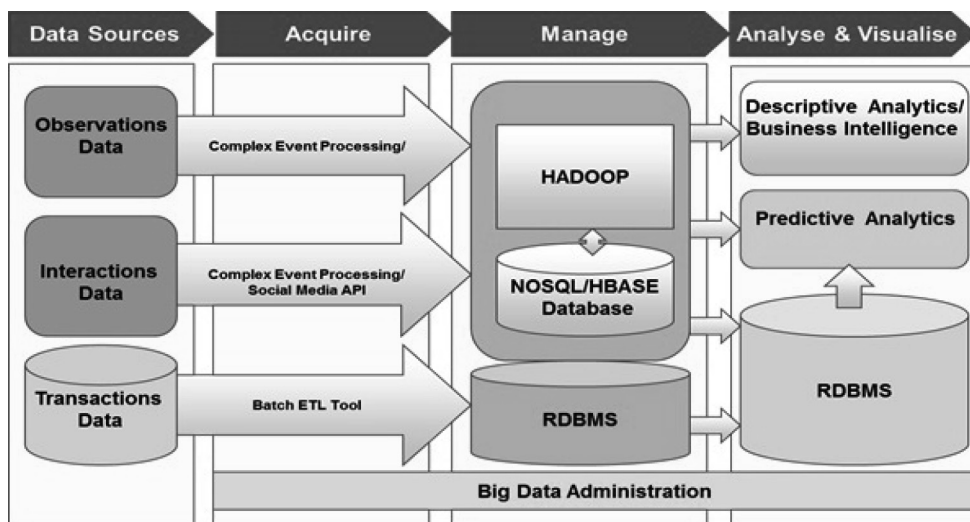 Data Sources
Acquire
Manage
Analyse & Visualise
Observations
Data
Complex Event Processing/
HADOOP
Descriptive Analytics/
Business Intelligence
Predictive Analytics
Interactions
Data
Complex Event Processing/
Social Media API
NOSQL/HBASE
Database
Transactions
Data
Batch ETL Tool
RDBMS
RDBMS
Big Data Administration